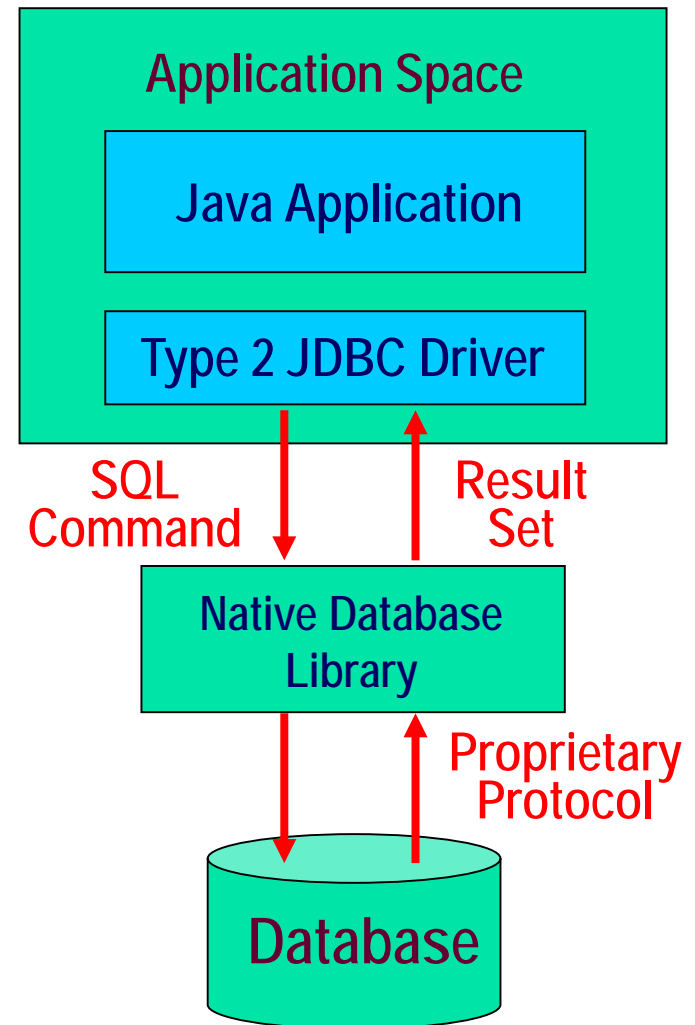 Application Space
Java Application
Type 2 JDBC Driver
SQL
Command
Result
Set
Native Database
Library
Proprietary
Protocol
Database